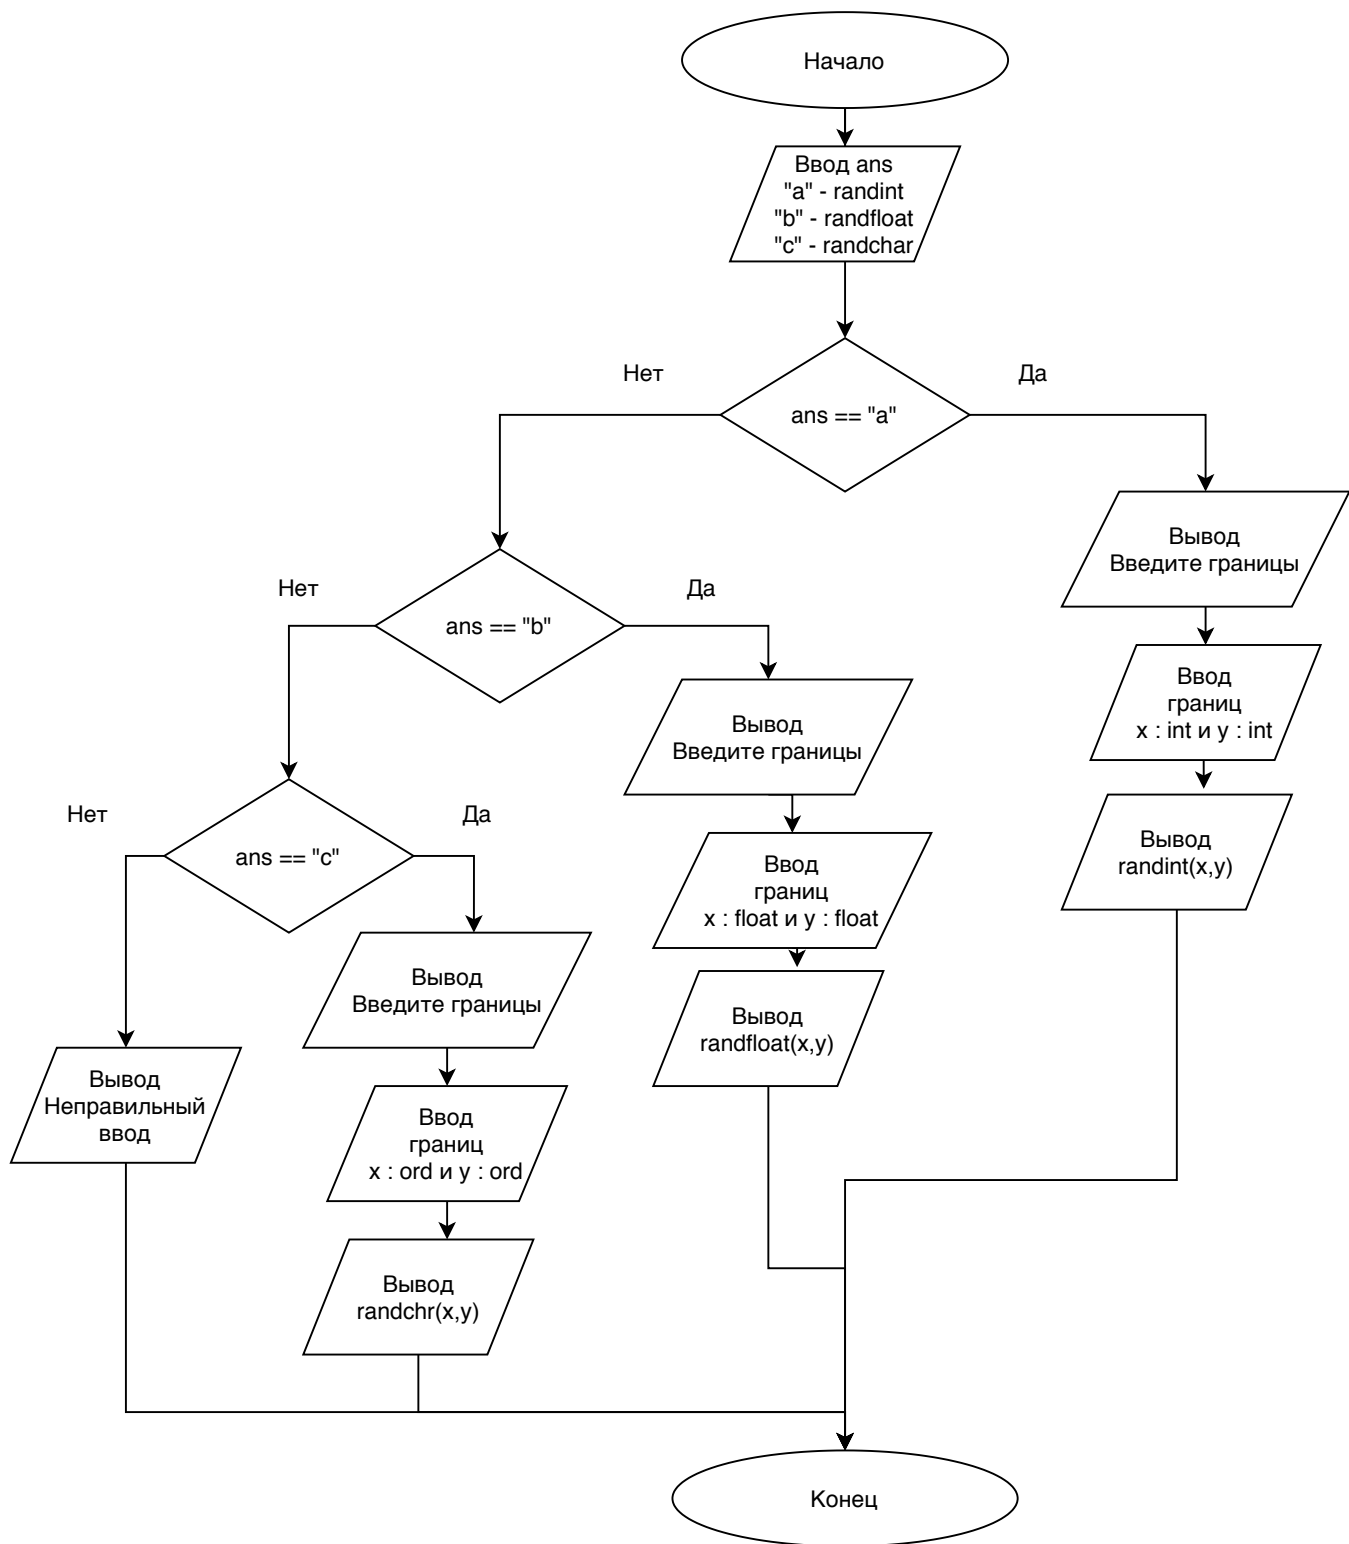 Начало
Ввод ans
"a" - randint
"b" - randfloat
"c" - randchar
Нет
Да
ans == "a"
Вывод
Введите границы
Нет
Да
ans == "b"
Ввод
границ
x : int и y : int
Вывод
Введите границы
Нет
Да
ans == "c"
Вывод
randint(x,y)
Ввод
границ
x : float и y : float
Вывод
Введите границы
Вывод
randfloat(x,y)
Вывод
Неправильный
ввод
Ввод
границ
x : ord и y : ord
Вывод
randchr(x,y)
Конец